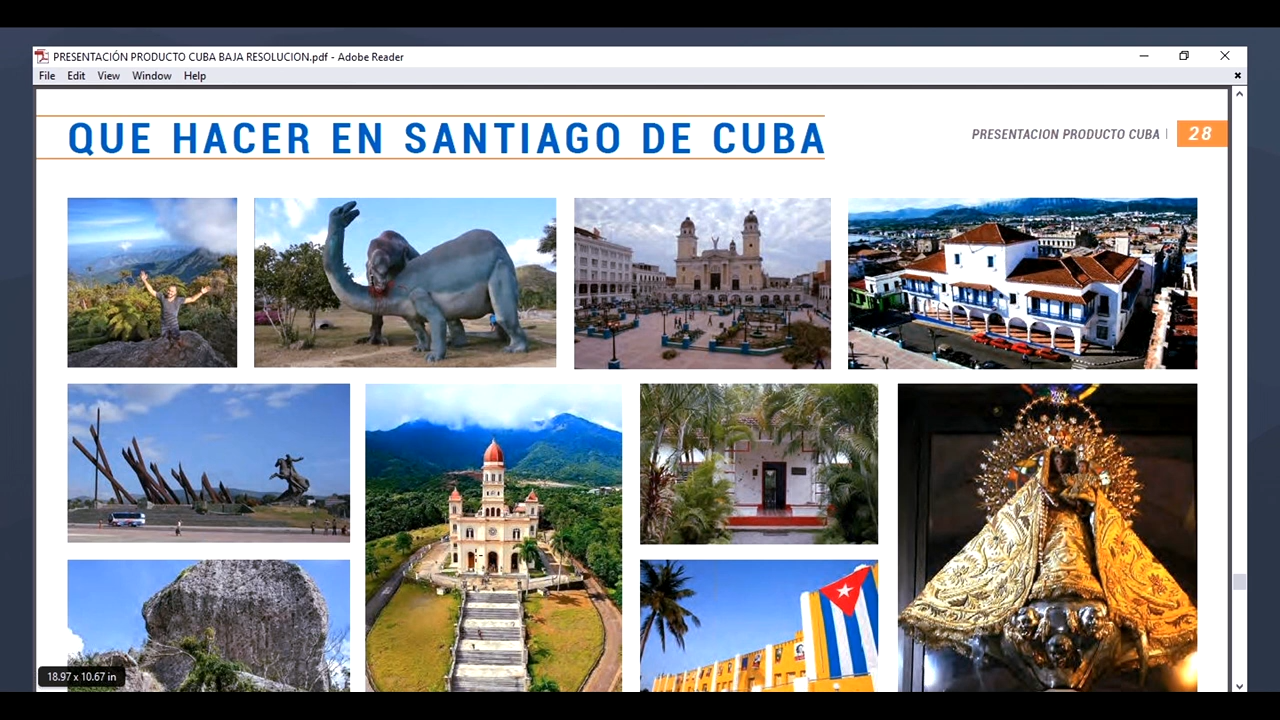 PRESENTACIÓN PRODUCTO CUBA BAJA RESOLUCION.pdf - Adobe Reader
File Edit View Window Help
QUE HACER EN SANTIAGO DE CUBA
PRESENTACION PRODUCTO CUBA | 28
18.97 x 10.67 in